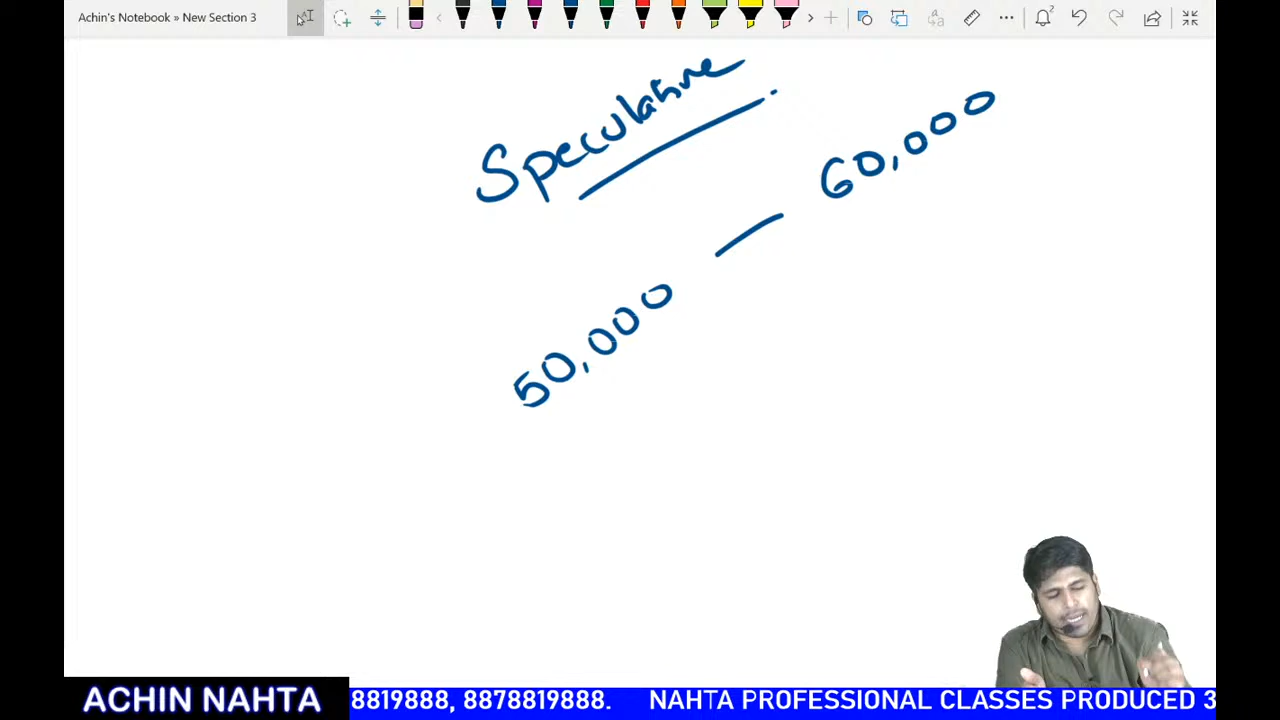 Achin's Notebook » New Section 3
Speculative
50,000 — 60,000
ACHIN NAHTA
8819888, 8878819888. NAHTA PROFESSIONAL CLASSES PRODUCED 3